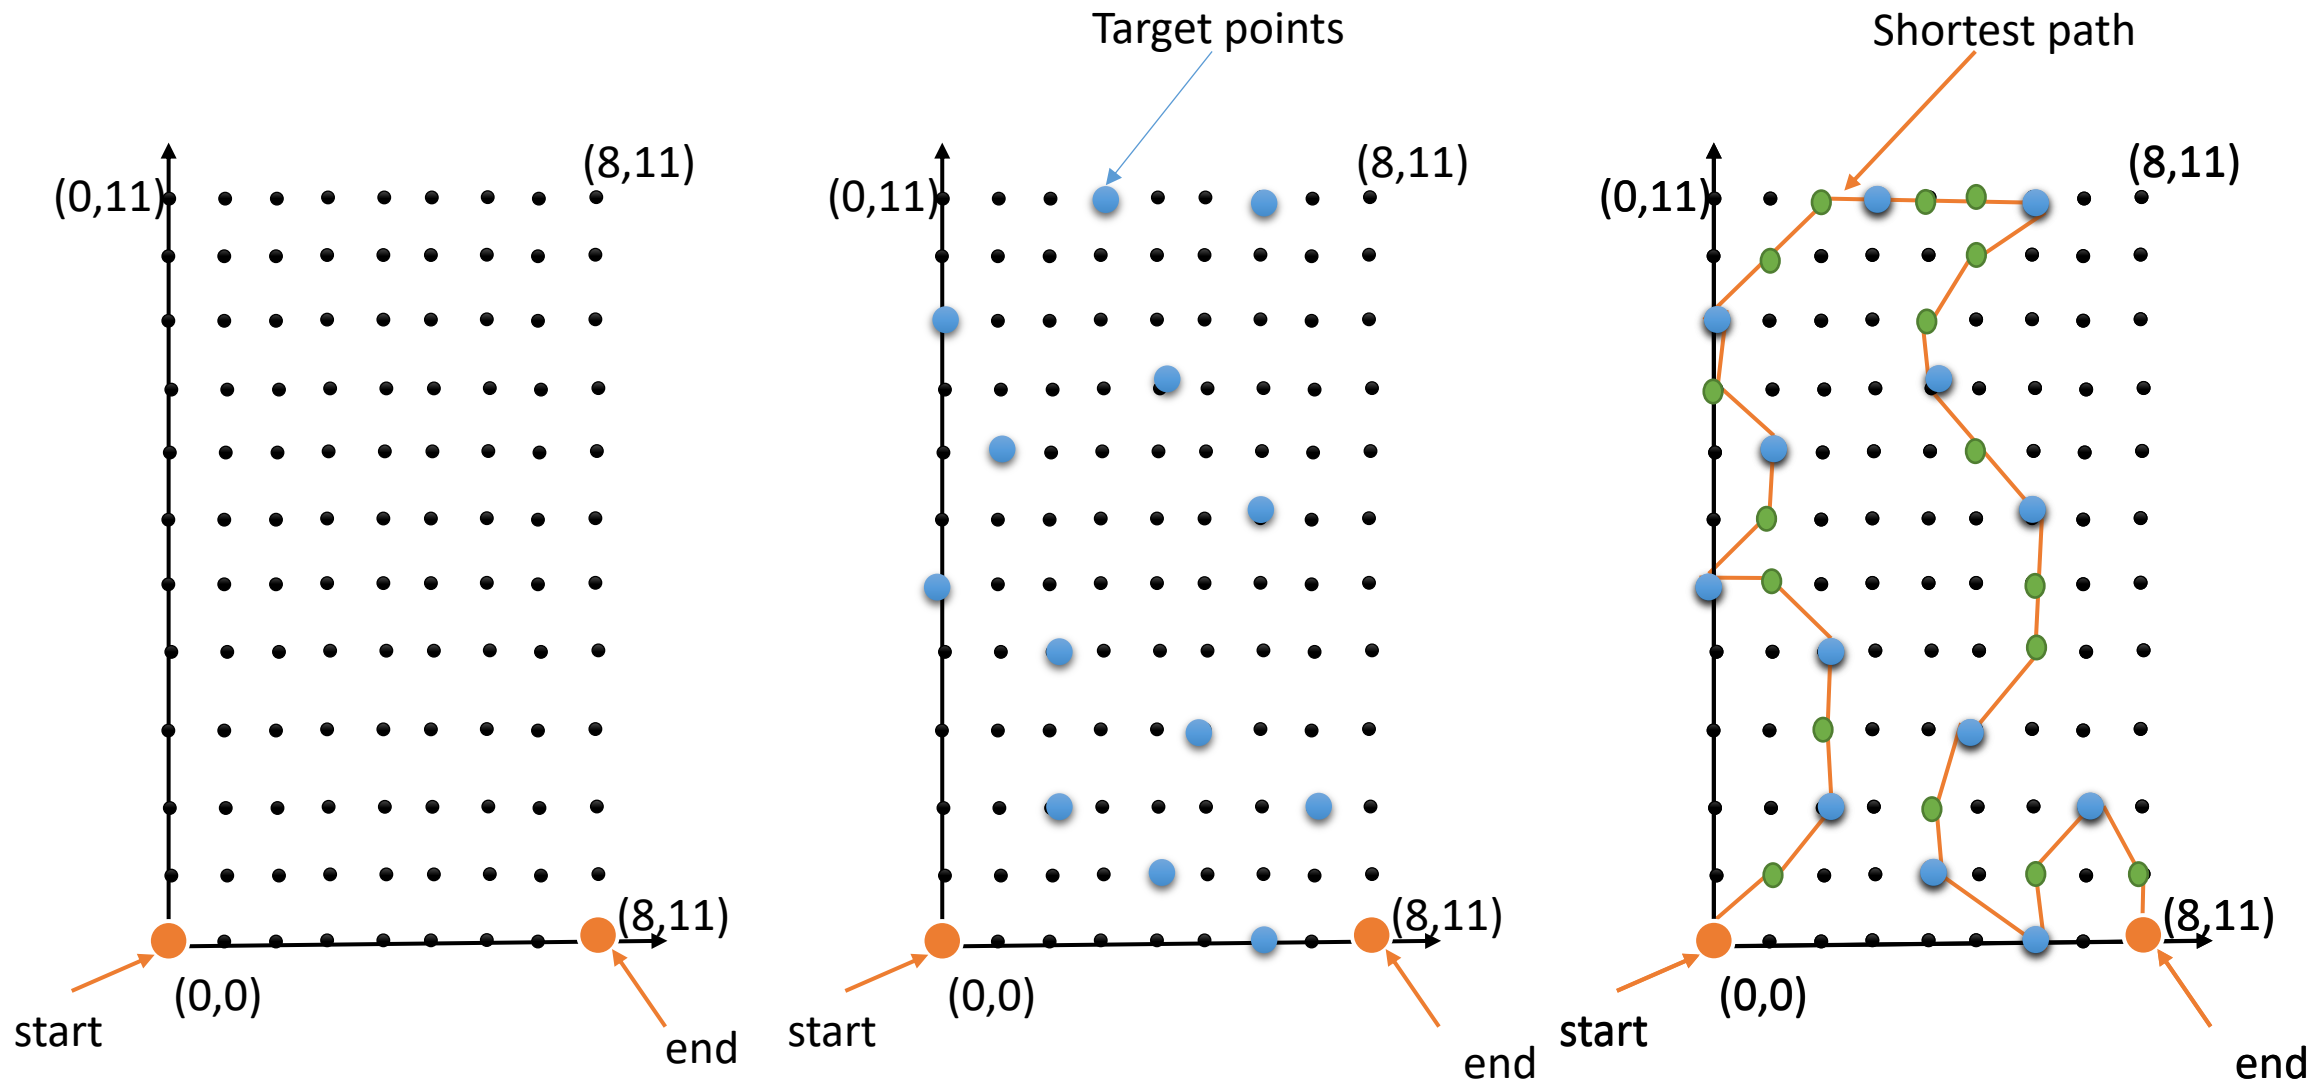 Target points
Shortest path
(0,11)
(8,11)
(0,11)
(8,11)
(0,11)
(8,11)
(8,11)
(8,11)
(8,11)
(0,0)
(0,0)
(0,0)
start
end
start
end
start
end